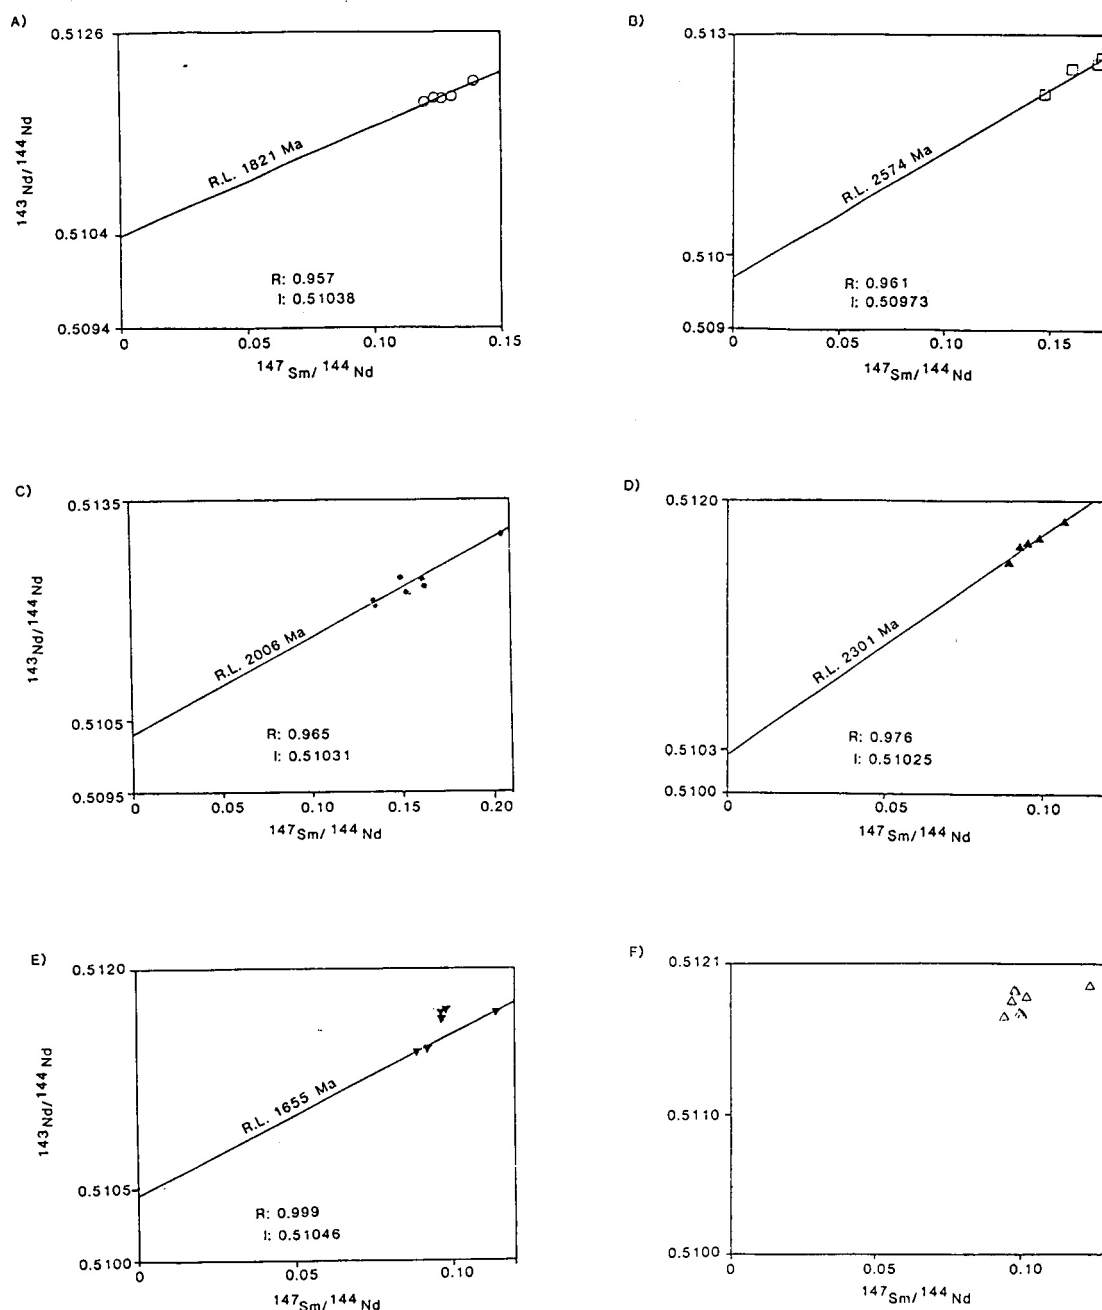 A)
0.5126
143Nd/144Nd
0.5104
0.5094
R.L. 1821 Ma
R: 0.957
I: 0.51038
0 0.05 0.10 0.15
147Sm/ 144Nd
B)
0.513
0.510
0.509
R.L. 2574 Ma
R: 0.961
I: 0.50973
0 0.05 0.10 0.15
147Sm/ 144Nd
C)
0.5135
143Nd/144Nd
0.5105
0.5095
R.L. 2006 Ma
R: 0.965
I: 0.51031
0 0.05 0.10 0.15 0.20
147Sm/ 144Nd
D)
0.5120
0.5103
0.5100
R.L. 2301 Ma
R: 0.976
I: 0.51025
0 0.05 0.10
147Sm/ 144Nd
E)
0.5120
143Nd/144Nd
0.5105
0.5100
R.L. 1655 Ma
R: 0.999
I: 0.51046
0 0.05 0.10
147Sm/ 144Nd
F)
0.5121
0.5110
0.5100
0 0.05 0.10
147Sm/ 144Nd